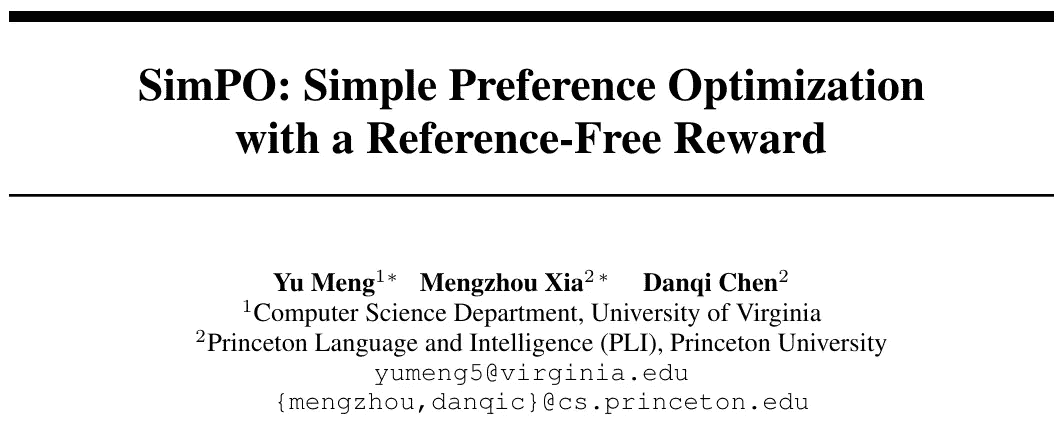 SimPO: Simple Preference Optimization
with a Reference-Free Reward
Yu Meng¹* Mengzhou Xia²* Danqi Chen²
¹Computer Science Department, University of Virginia
²Princeton Language and Intelligence (PLI), Princeton University
yumeng5@virginia.edu
{mengzhou,danqic}@cs.princeton.edu